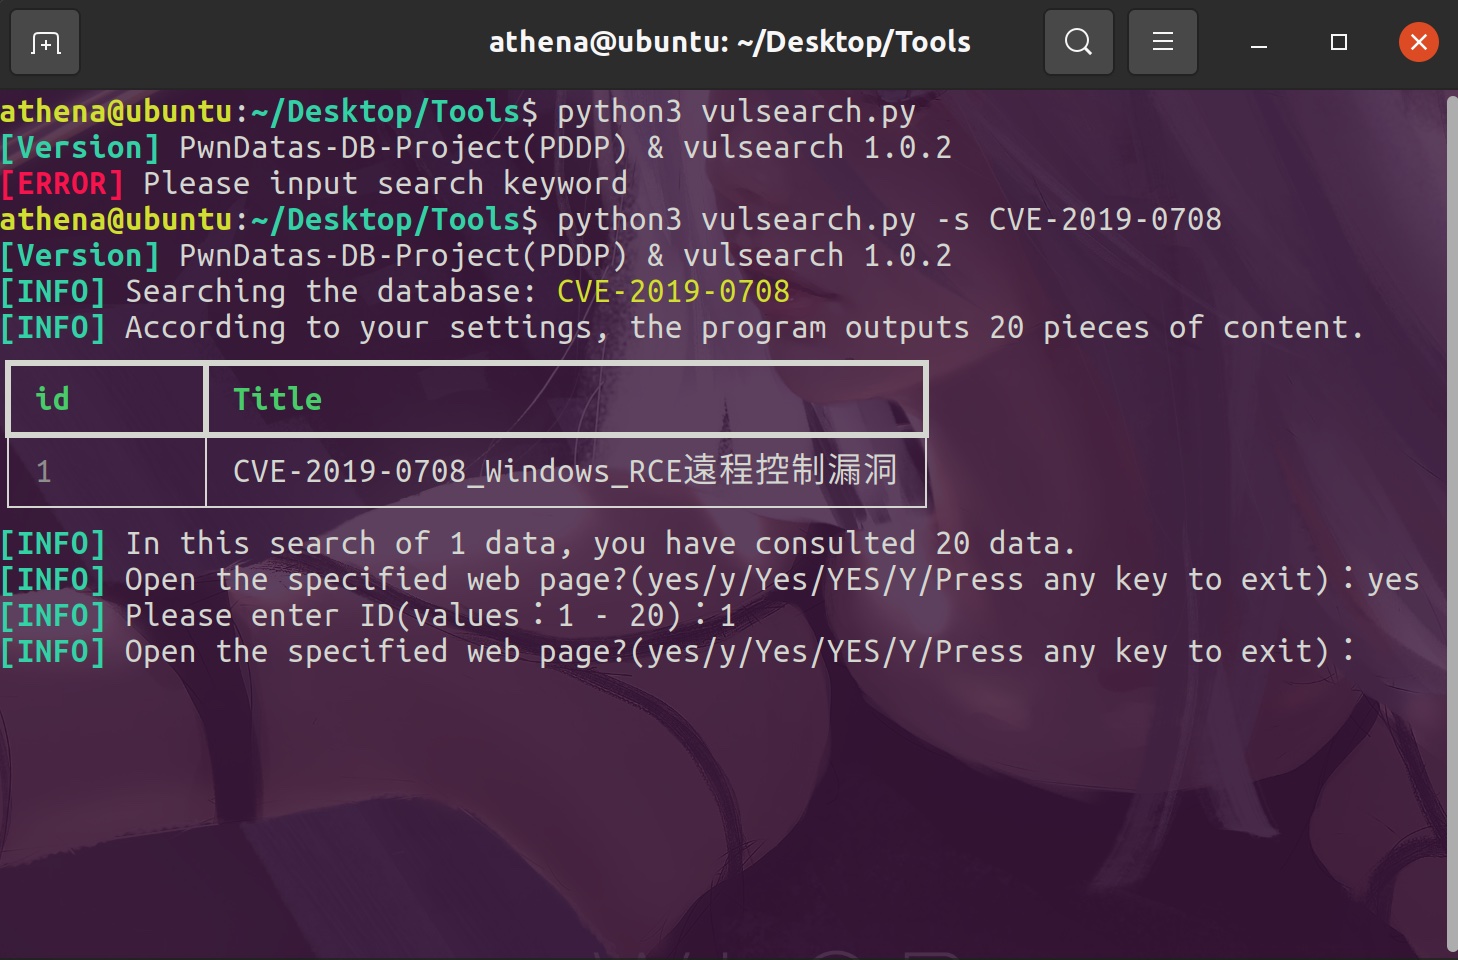 athena@ubuntu: ~/Desktop/Tools
athena@ubuntu:~/Desktop/Tools$ python3 vulsearch.py
[Version] PwnDatas-DB-Project(PDDP) & vulsearch 1.0.2
[ERROR] Please input search keyword
athena@ubuntu:~/Desktop/Tools$ python3 vulsearch.py -s CVE-2019-0708
[Version] PwnDatas-DB-Project(PDDP) & vulsearch 1.0.2
[INFO] Searching the database: CVE-2019-0708
[INFO] According to your settings, the program outputs 20 pieces of content.
id Title
1 CVE-2019-0708_Windows_RCE遠程控制漏洞
[INFO] In this search of 1 data, you have consulted 20 data.
[INFO] Open the specified web page?(yes/y/Yes/YES/Y/Press any key to exit)：yes
[INFO] Please enter ID(values：1 - 20)：1
[INFO] Open the specified web page?(yes/y/Yes/YES/Y/Press any key to exit)：